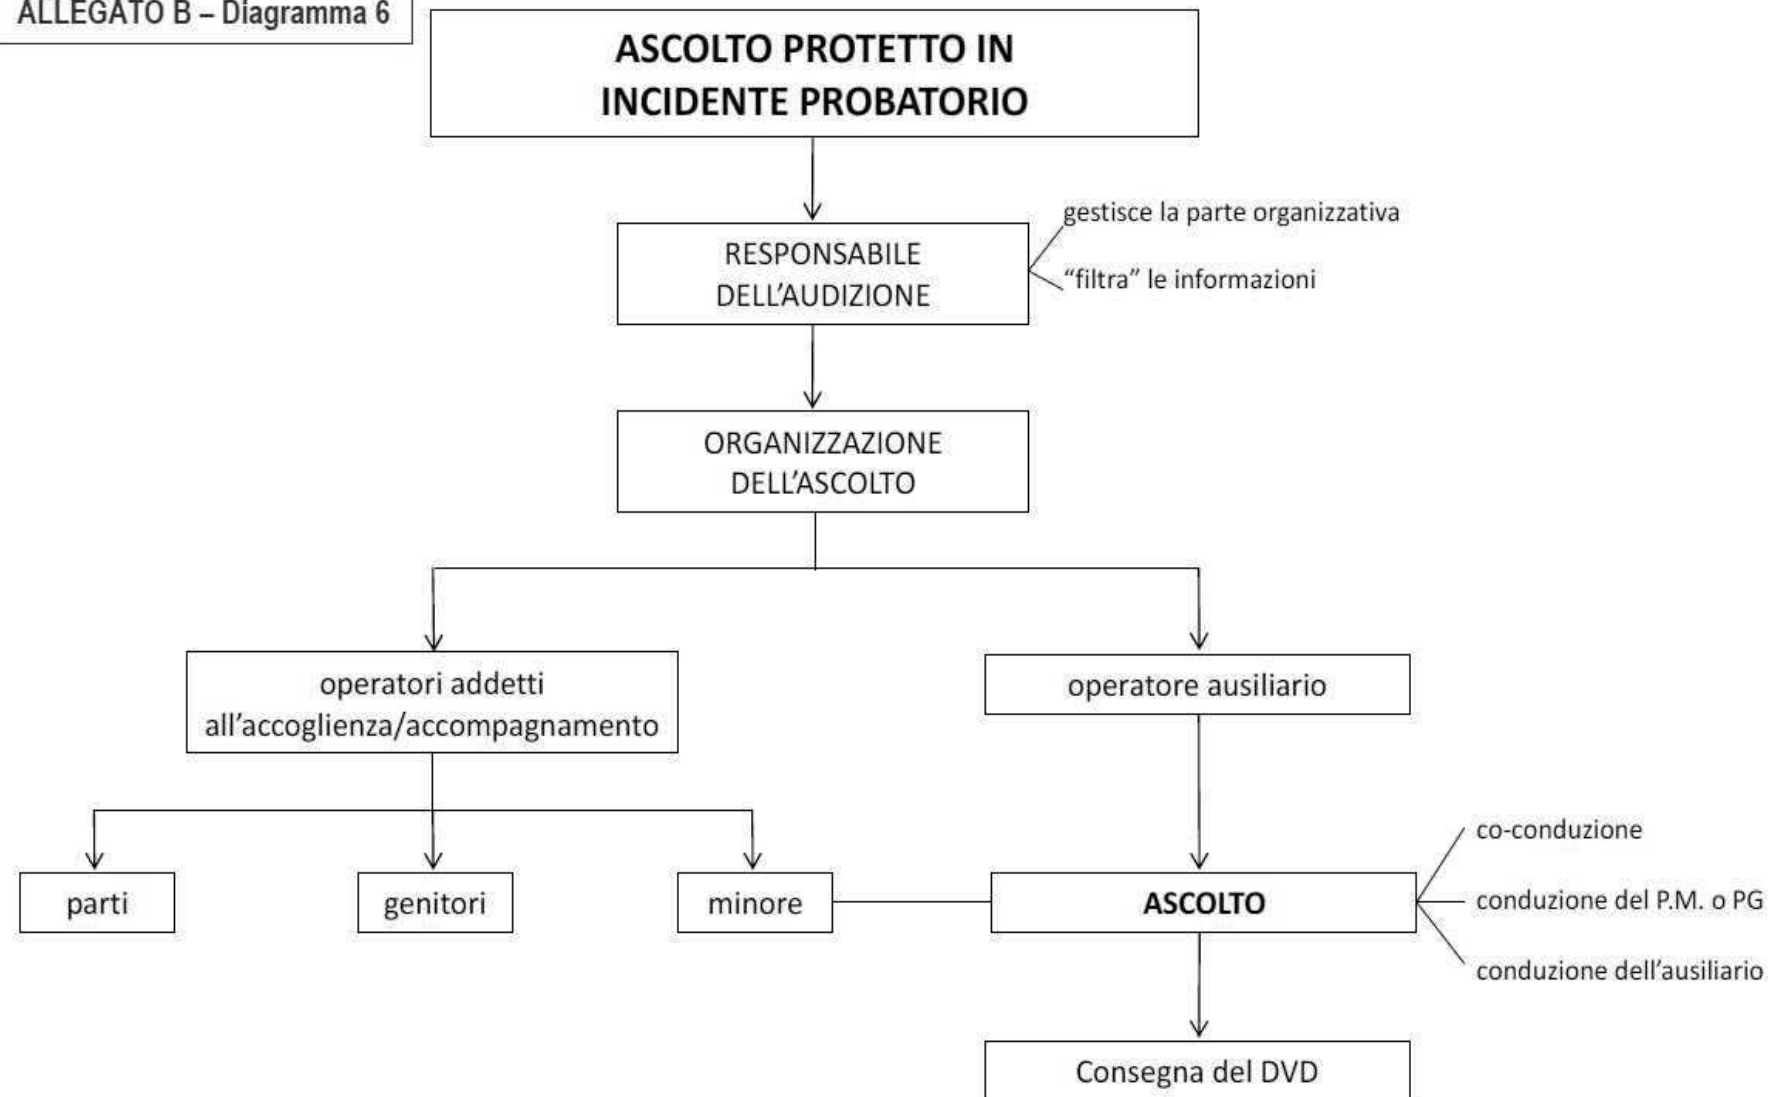 ALLEGATO B – Diagramma 6
ASCOLTO PROTETTO IN
INCIDENTE PROBATORIO
gestisce la parte organizzativa
RESPONSABILE
DELL’AUDIZIONE
“filtra” le informazioni
ORGANIZZAZIONE
DELL’ASCOLTO
operatori addetti
all’accoglienza/accompagnamento
operatore ausiliario
co-conduzione
parti
genitori
minore
ASCOLTO
conduzione del P.M. o PG
conduzione dell’ausiliario
Consegna del DVD